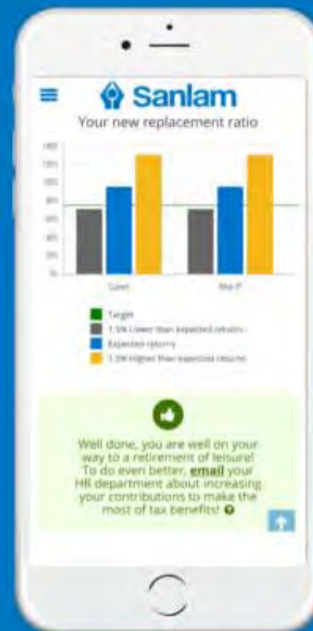 Sanlam
Your new replacement ratio
Target
1.5% Lower than expected returns
Expected returns
1.5% Higher than expected returns
Well done, you are well on your
way to a retirement of leisure!
To do even better, email your
HR department about increasing
your contributions to make the
most of tax benefits!